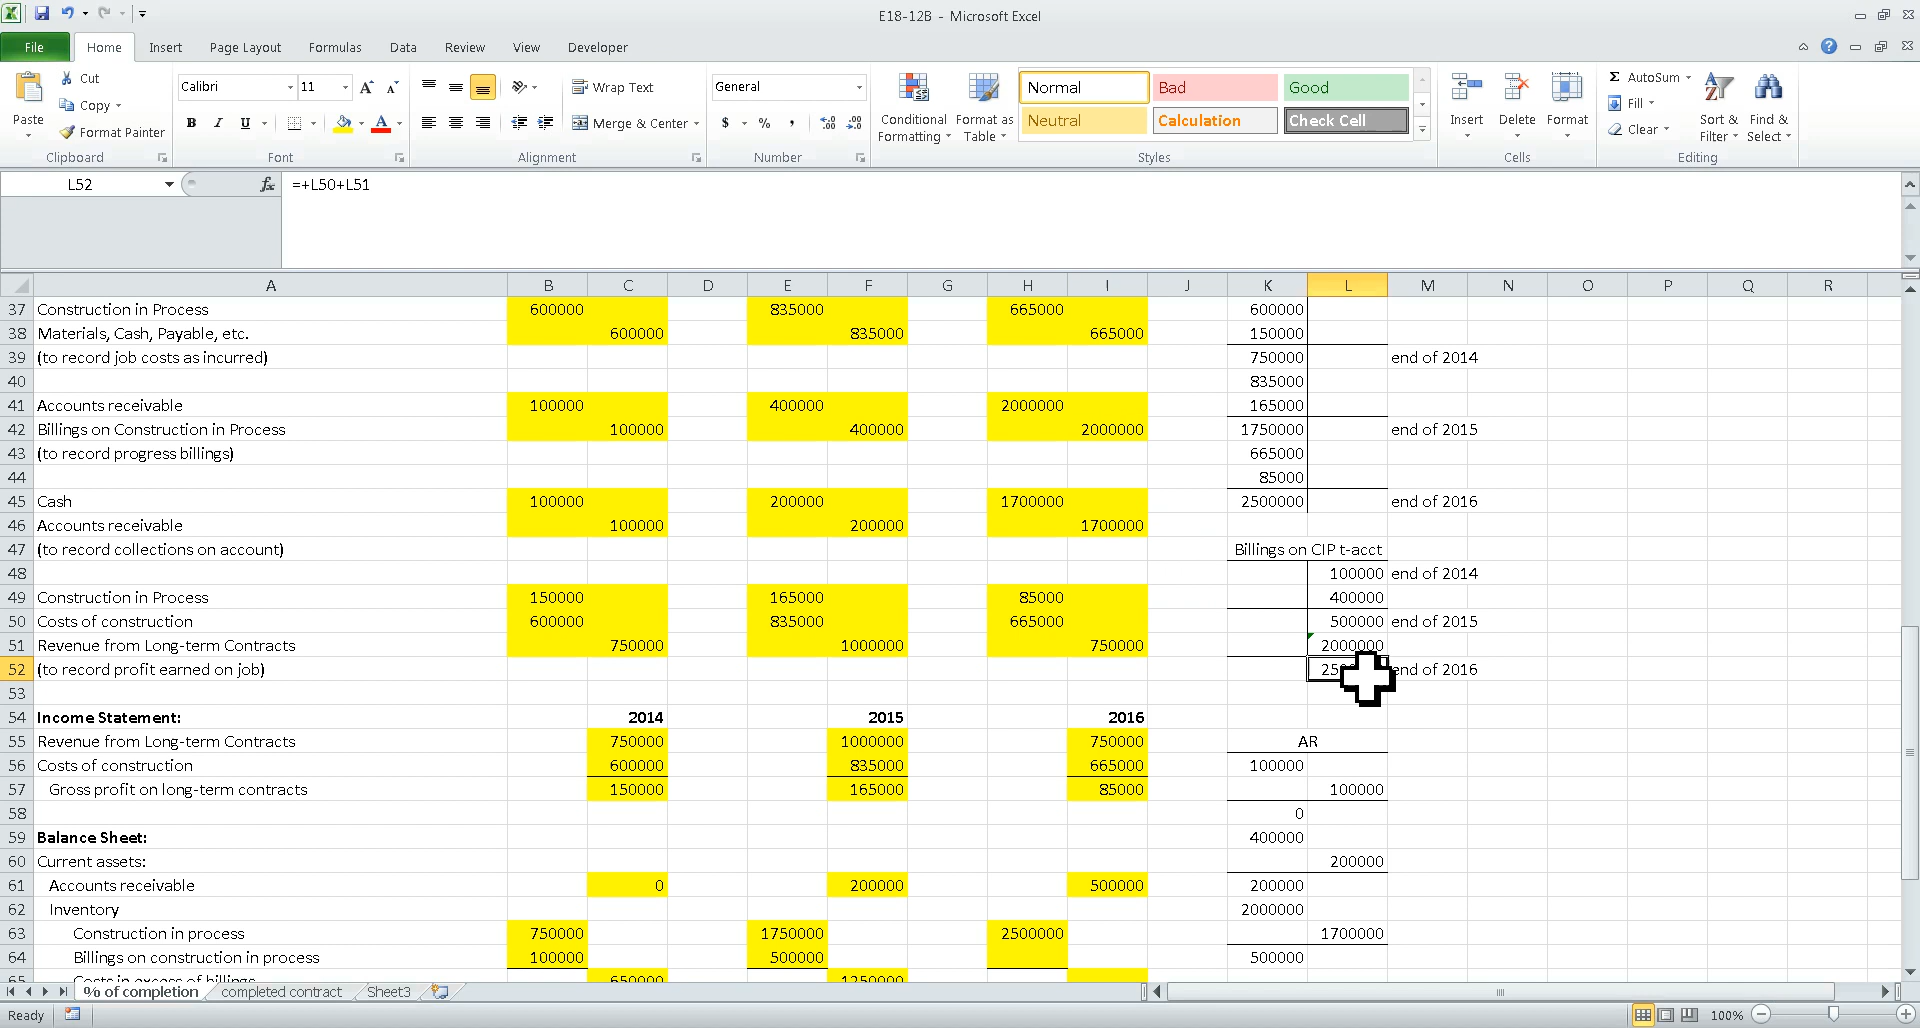 E18-12B - Microsoft Excel
File Home Insert Page Layout Formulas Data Review View Developer
Paste Cut Copy Format Painter Clipboard
Calibri 11 A A B I U A Font
Wrap Text Merge & Center Alignment
General $ % , Number
Conditional Formatting Format as Table
Normal Bad Good
Neutral Calculation Check Cell
Styles
Insert Delete Format Cells
Σ AutoSum Fill Clear Sort & Filter Find & Select Editing
L52 fx =+L50+L51
A B C D E F G H I J K L M N O P Q R
37 Construction in Process 600000 835000 665000 600000
38 Materials, Cash, Payable, etc. 600000 835000 665000 150000
39 (to record job costs as incurred) 750000 end of 2014
40 835000
41 Accounts receivable 100000 400000 2000000 165000
42 Billings on Construction in Process 100000 400000 2000000 1750000 end of 2015
43 (to record progress billings) 665000
44 85000
45 Cash 100000 200000 1700000 2500000 end of 2016
46 Accounts receivable 100000 200000 1700000
47 (to record collections on account) Billings on CIP t-acct
48 100000 end of 2014
49 Construction in Process 150000 165000 85000 400000
50 Costs of construction 600000 835000 665000 500000 end of 2015
51 Revenue from Long-term Contracts 750000 1000000 750000 2000000
52 (to record profit earned on job) end of 2016
53
54 Income Statement: 2014 2015 2016
55 Revenue from Long-term Contracts 750000 1000000 750000 AR
56 Costs of construction 600000 835000 665000 100000
57 Gross profit on long-term contracts 150000 165000 85000 100000
58 0
59 Balance Sheet: 400000
60 Current assets: 200000
61 Accounts receivable 0 200000 500000 200000
62 Inventory 2000000
63 Construction in process 750000 1750000 2500000 1700000
64 Billings on construction in process 100000 500000 500000
65 Costs in excess of billings 650000 1250000
% of completion completed contract Sheet3
Ready 100%